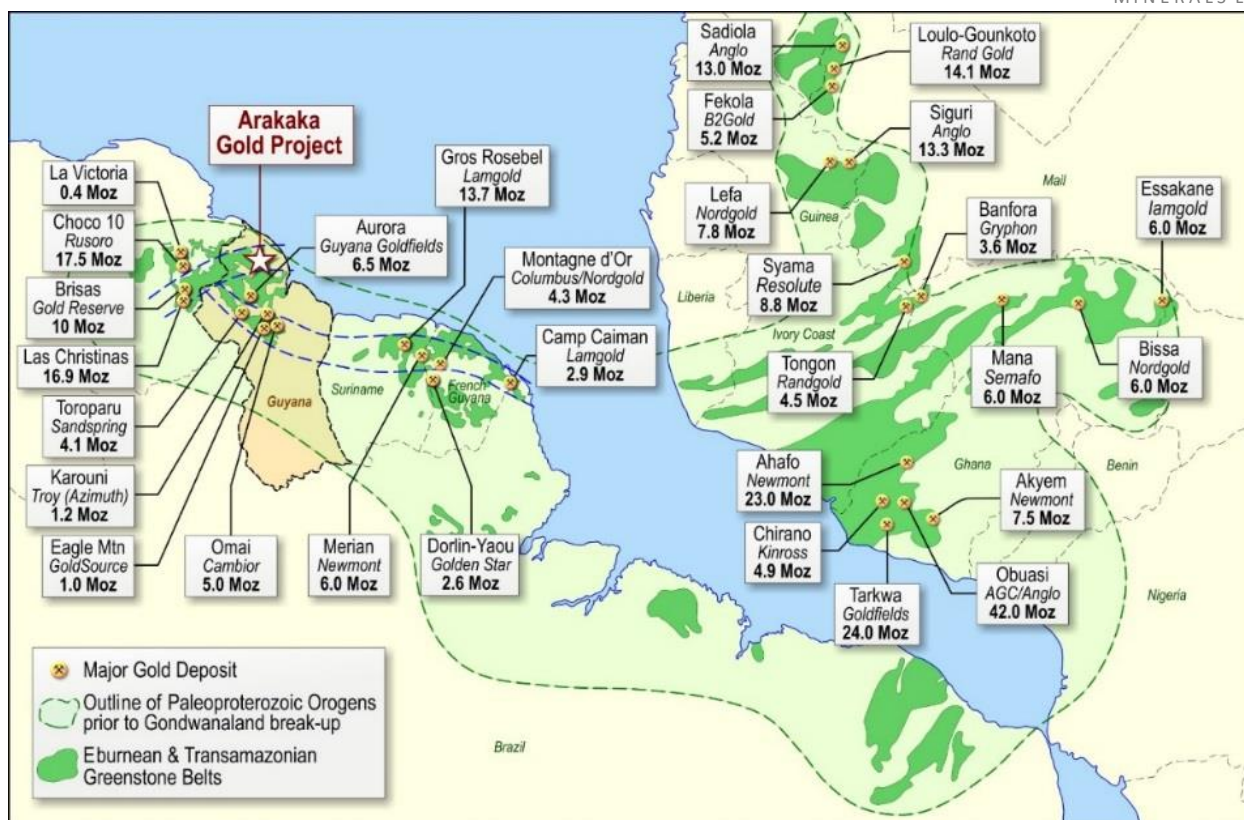 MINERALS L
Sadiola
Anglo
13.0 Moz
Loulo-Gounkoto
Rand Gold
14.1 Moz
Fekola
B2Gold
5.2 Moz
Siguri
Anglo
13.3 Moz
Arakaka
Gold Project
Gros Rosebel
Lamgold
13.7 Moz
La Victoria
0.4 Moz
Lefa
Nordgold
7.8 Moz
Guinea
Mali
Banfora
Gryphon
3.6 Moz
Essakane
Iamgold
6.0 Moz
Choco 10
Rusoro
17.5 Moz
Aurora
Guyana Goldfields
6.5 Moz
Montagne d'Or
Columbus/Nordgold
4.3 Moz
Syama
Resolute
8.8 Moz
Liberia
Ivory Coast
Brisas
Gold Reserve
10 Moz
Las Christinas
16.9 Moz
Camp Caiman
Lamgold
2.9 Moz
Tongon
Randgold
4.5 Moz
Mana
Semafo
6.0 Moz
Bissa
Nordgold
6.0 Moz
Toroparu
Sandspring
4.1 Moz
Guyana
Suriname
French
Guyana
Karouni
Troy (Azimuth)
1.2 Moz
Ahafo
Newmont
23.0 Moz
Ghana
Benin
Akyem
Newmont
7.5 Moz
Eagle Mtn
GoldSource
1.0 Moz
Omai
Cambior
5.0 Moz
Merian
Newmont
6.0 Moz
Dorlin-Yaou
Golden Star
2.6 Moz
Chirano
Kinross
4.9 Moz
Tarkwa
Goldfields
24.0 Moz
Obuasi
AGC/Anglo
42.0 Moz
Nigeria
Brazil
Major Gold Deposit
Outline of Paleoproterozoic Orogens
prior to Gondwanaland break-up
Eburnean & Transamazonian
Greenstone Belts